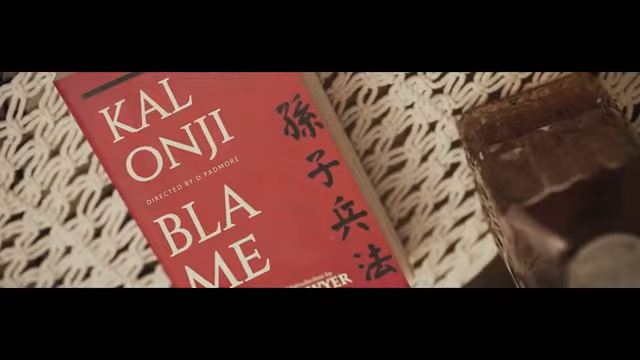 KAL
ONJI
DIRECTED BY D.PADMORE
BLA
ME
孫子兵法